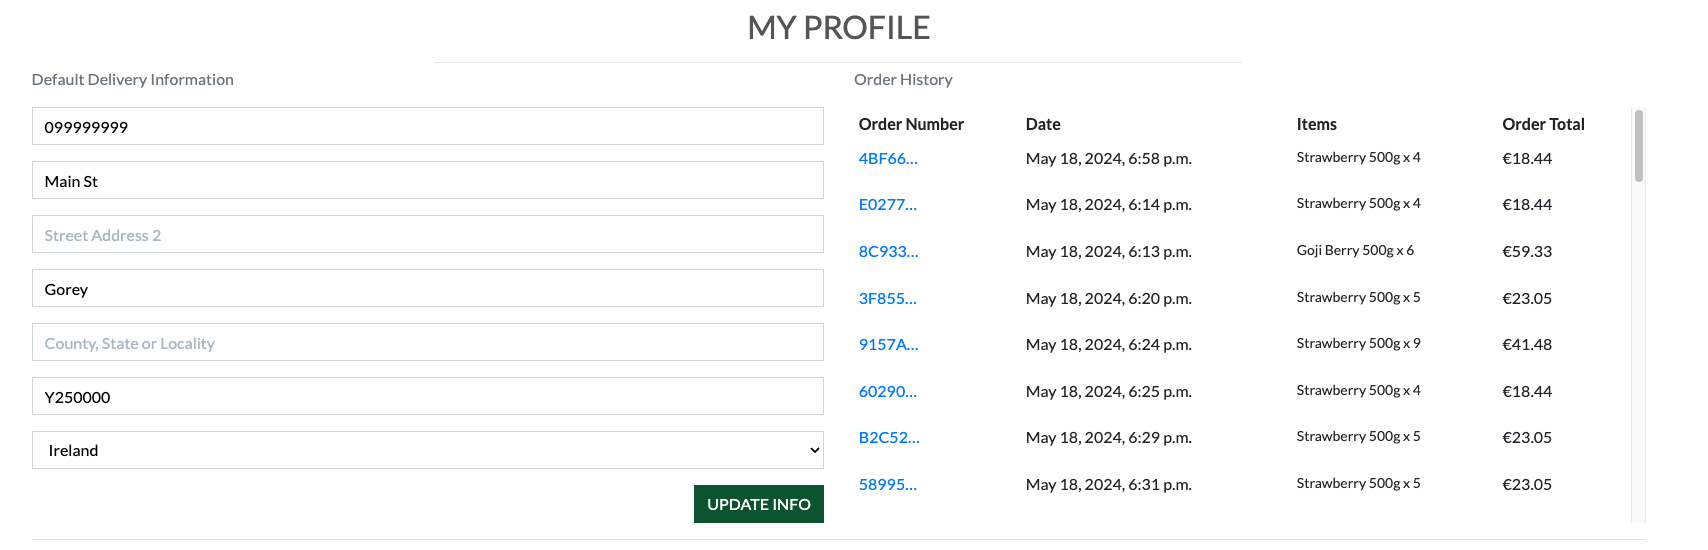 MY PROFILE
Default Delivery Information
099999999
Main St
Street Address 2
Gorey
County, State or Locality
Y250000
Ireland
UPDATE INFO
Order History
Order Number Date Items Order Total
4BF66... May 18, 2024, 6:58 p.m. Strawberry 500g x 4 €18.44
E0277... May 18, 2024, 6:14 p.m. Strawberry 500g x 4 €18.44
8C933... May 18, 2024, 6:13 p.m. Goji Berry 500g x 6 €59.33
3F855... May 18, 2024, 6:20 p.m. Strawberry 500g x 5 €23.05
9157A... May 18, 2024, 6:24 p.m. Strawberry 500g x 9 €41.48
60290... May 18, 2024, 6:25 p.m. Strawberry 500g x 4 €18.44
B2C52... May 18, 2024, 6:29 p.m. Strawberry 500g x 5 €23.05
58995... May 18, 2024, 6:31 p.m. Strawberry 500g x 5 €23.05